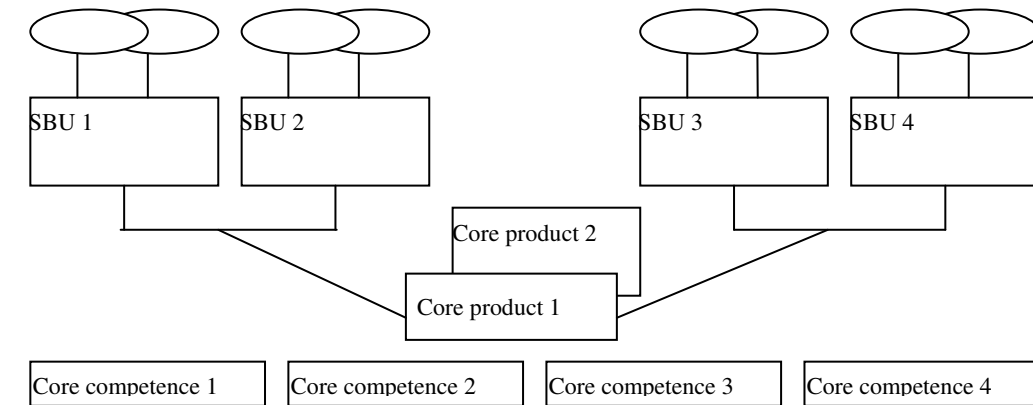 SBU 1
SBU 2
SBU 3
SBU 4
Core product 2
Core product 1
Core competence 1
Core competence 2
Core competence 3
Core competence 4